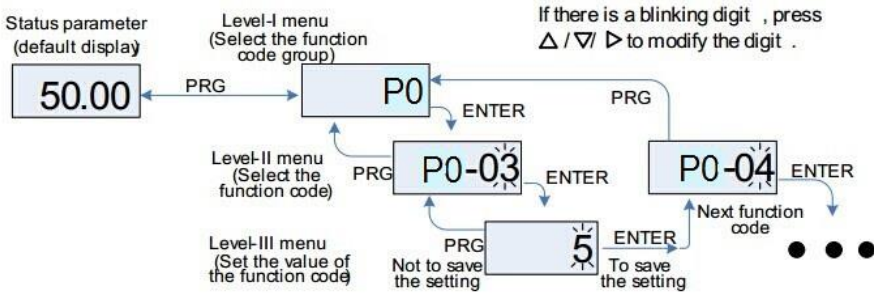 Status parameter
(default display)
50.00
PRG
Level-I menu
(Select the function
code group)
P0
ENTER
If there is a blinking digit , press
△ / ▽/ ▷ to modify the digit .
PRG
Level-II menu
(Select the
function code)
PRG
P0-03
ENTER
P0-04
ENTER
Next function
code
Level-III menu
(Set the value of
the function code)
PRG
Not to save
the setting
5
ENTER
To save
the setting